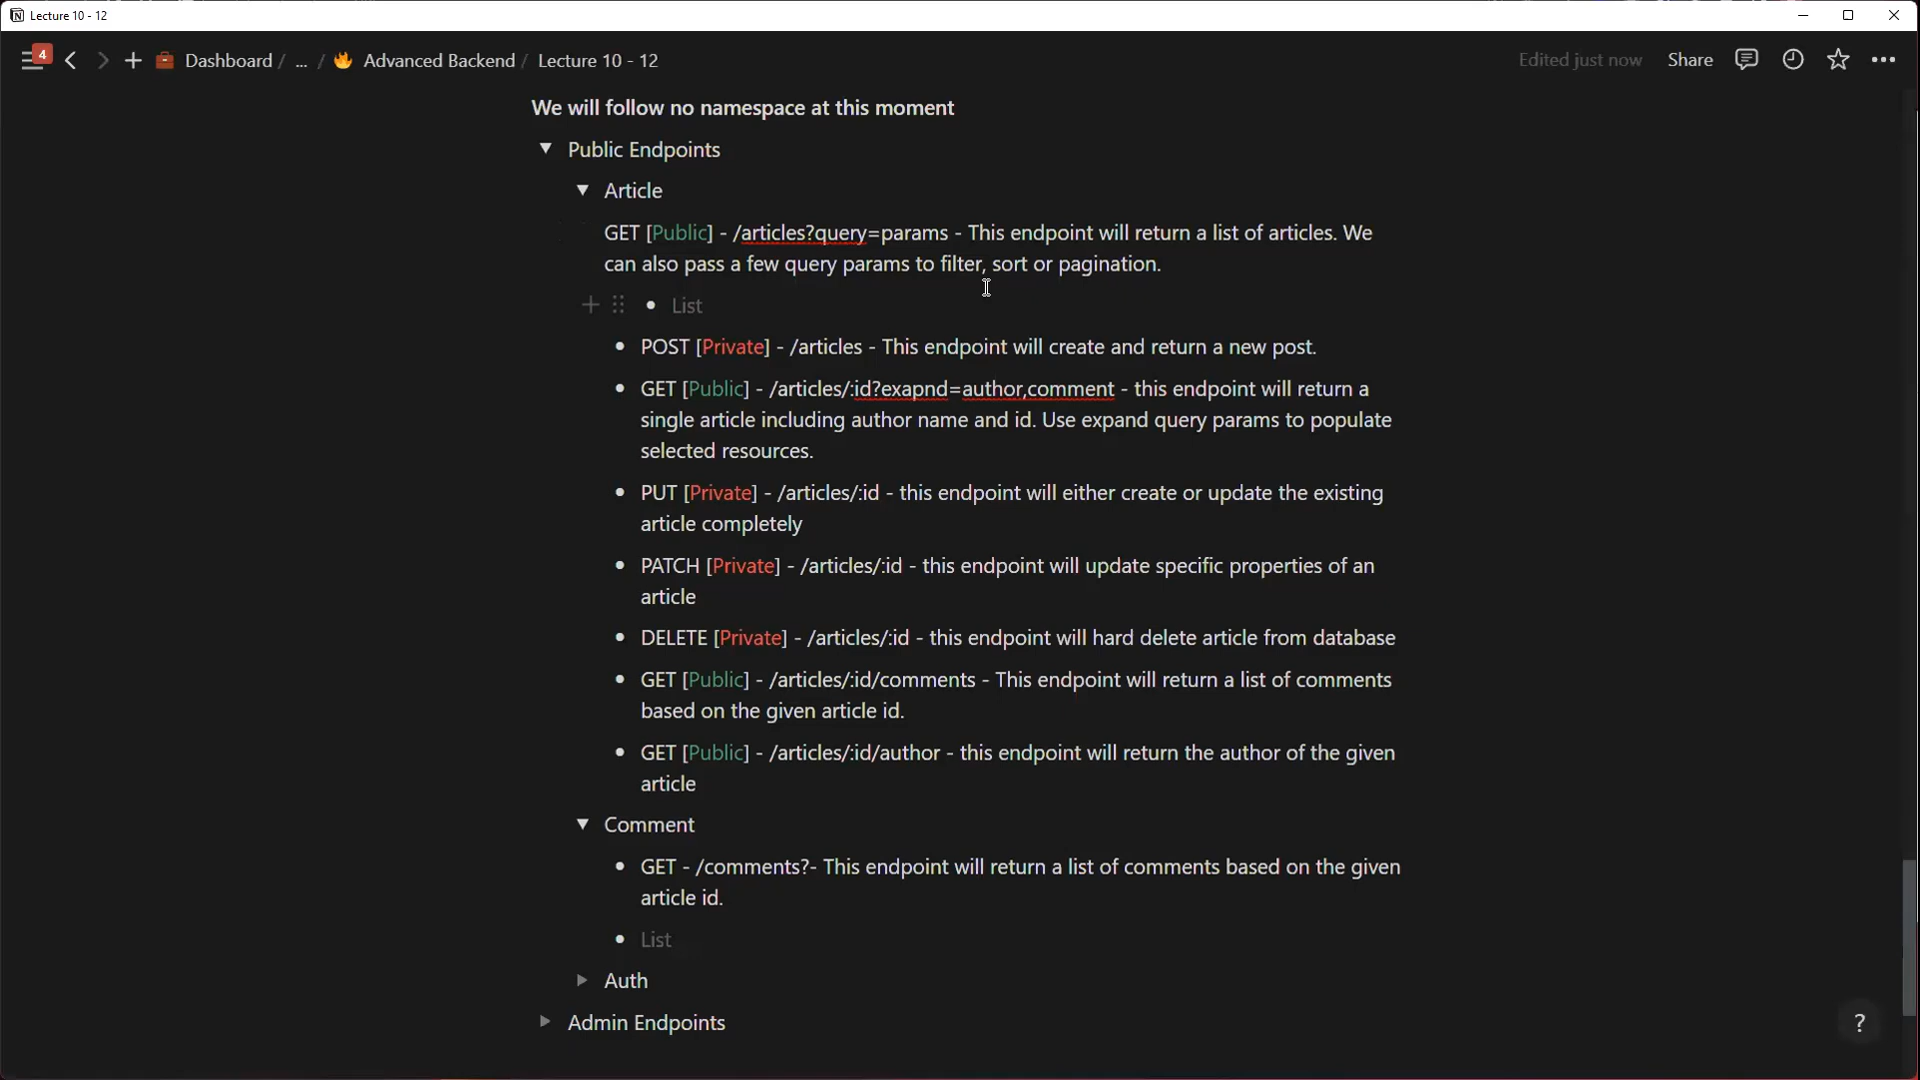 Lecture 10 - 12
4
Dashboard / ... / Advanced Backend / Lecture 10 - 12
Edited just now Share
We will follow no namespace at this moment
Public Endpoints
Article
GET [Public] - /articles?query=params - This endpoint will return a list of articles. We
can also pass a few query params to filter, sort or pagination.
List
POST [Private] - /articles - This endpoint will create and return a new post.
GET [Public] - /articles/:id?exapnd=author,comment - this endpoint will return a
single article including author name and id. Use expand query params to populate
selected resources.
PUT [Private] - /articles/:id - this endpoint will either create or update the existing
article completely
PATCH [Private] - /articles/:id - this endpoint will update specific properties of an
article
DELETE [Private] - /articles/:id - this endpoint will hard delete article from database
GET [Public] - /articles/:id/comments - This endpoint will return a list of comments
based on the given article id.
GET [Public] - /articles/:id/author - this endpoint will return the author of the given
article
Comment
GET - /comments?- This endpoint will return a list of comments based on the given
article id.
List
Auth
Admin Endpoints
?